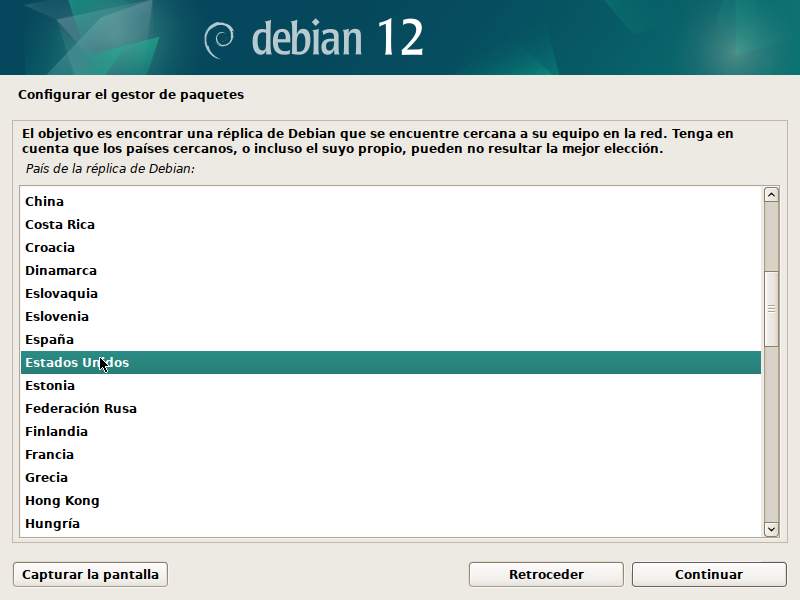 debian 12
Configurar el gestor de paquetes
El objetivo es encontrar una réplica de Debian que se encuentre cercana a su equipo en la red. Tenga en
cuenta que los países cercanos, o incluso el suyo propio, pueden no resultar la mejor elección.
País de la réplica de Debian:
China
Costa Rica
Croacia
Dinamarca
Eslovaquia
Eslovenia
España
Estados Unidos
Estonia
Federación Rusa
Finlandia
Francia
Grecia
Hong Kong
Hungría
Capturar la pantalla
Retroceder
Continuar